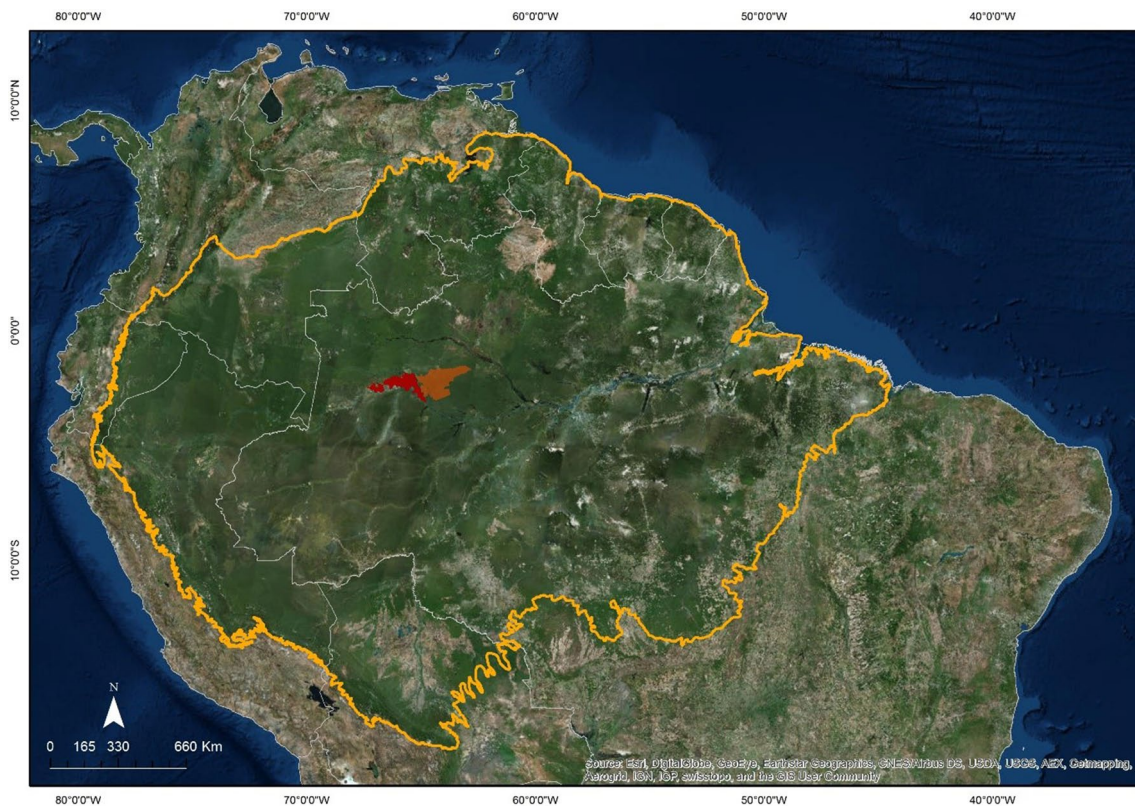 80°0'0"W 70°0'0"W 60°0'0"W 50°0'0"W 40°0'0"W
10°0'0"N
0°0'0"
10°0'0"S
N
0 165 330 660 Km
Source: Esri, DigitalGlobe, GeoEye, Earthstar Geographics, CNES/Airbus DS, USDA, USGS, AEX, Getmapping,
Aerogrid, IGN, IGP, swisstopo, and the GIS User Community
80°0'0"W 70°0'0"W 60°0'0"W 50°0'0"W 40°0'0"W